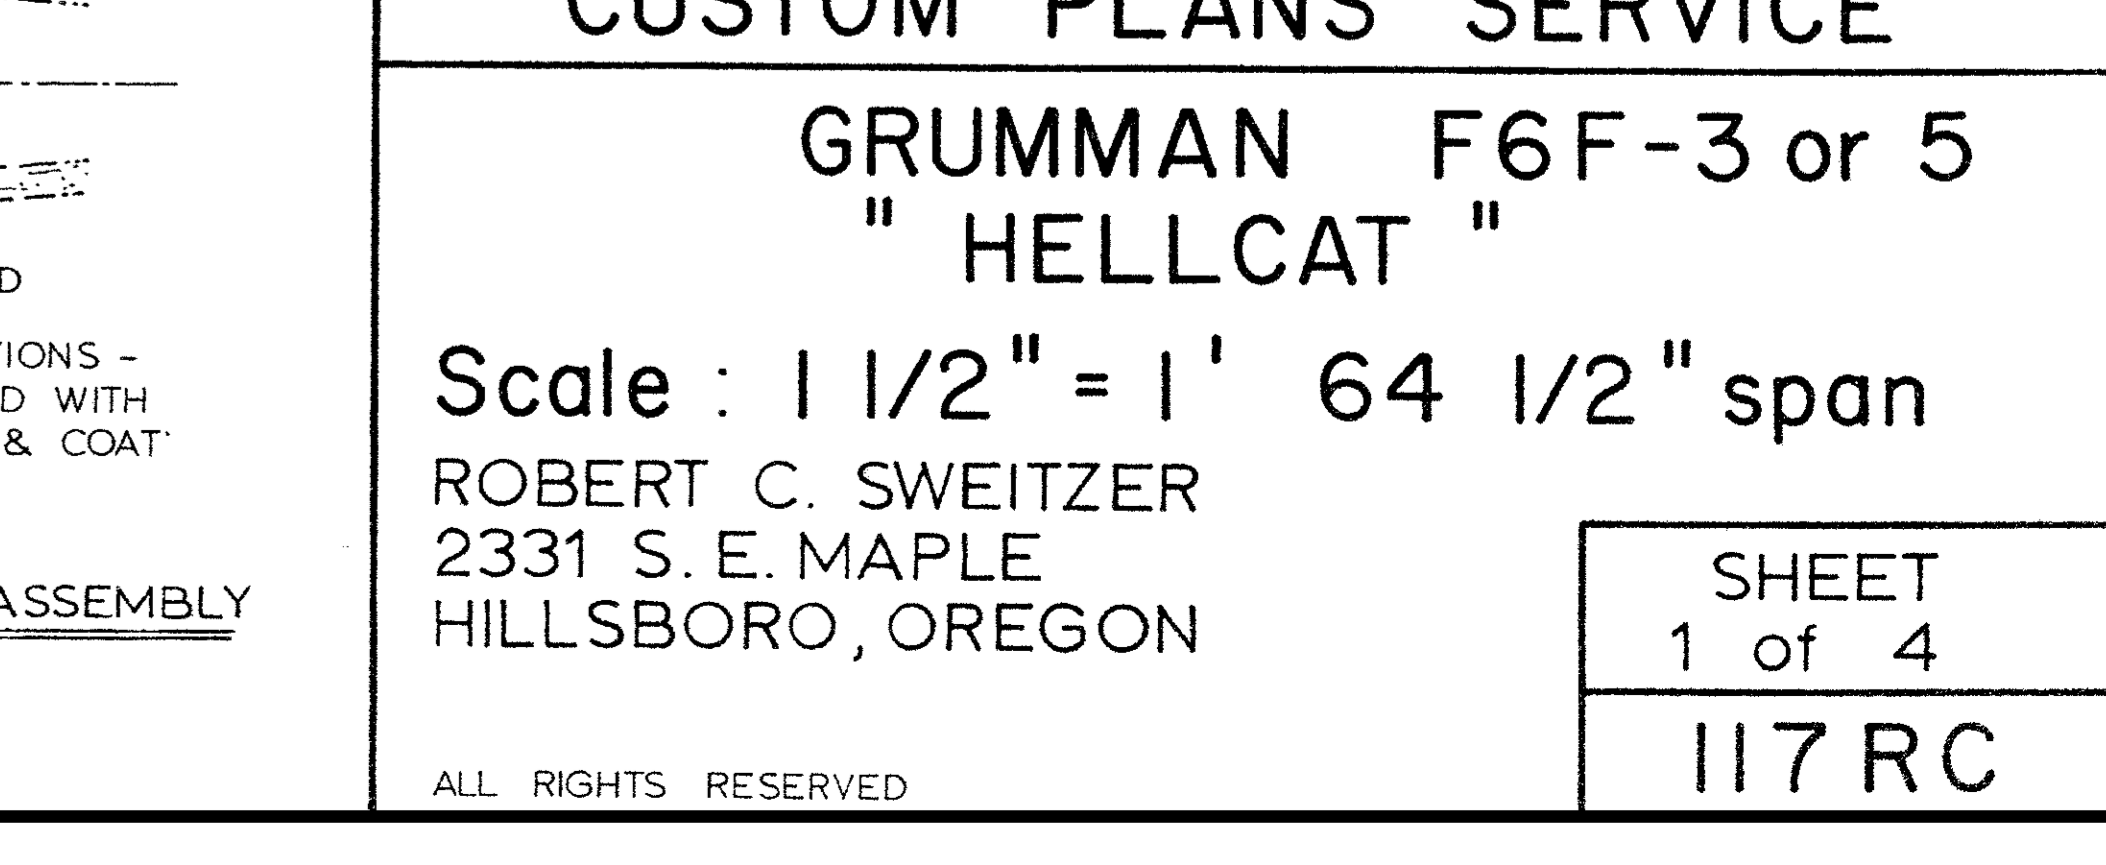 CUSTOM PLANS SERVICE
GRUMMAN F6F-3 or 5
" HELLCAT "
Scale : 1 1/2" = 1' 64 1/2" span
ROBERT C. SWEITZER
2331 S. E. MAPLE
HILLSBORO, OREGON
ALL RIGHTS RESERVED
SHEET
1 of 4
117 RC
D WITH
& COAT
ASSEMBLY